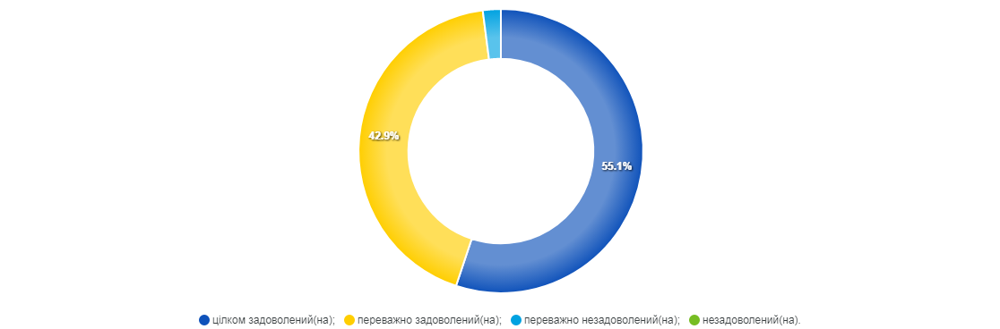 42.9%
55.1%
цілком задоволений(на); переважно задоволений(на); переважно незадоволений(на); незадоволений(на).